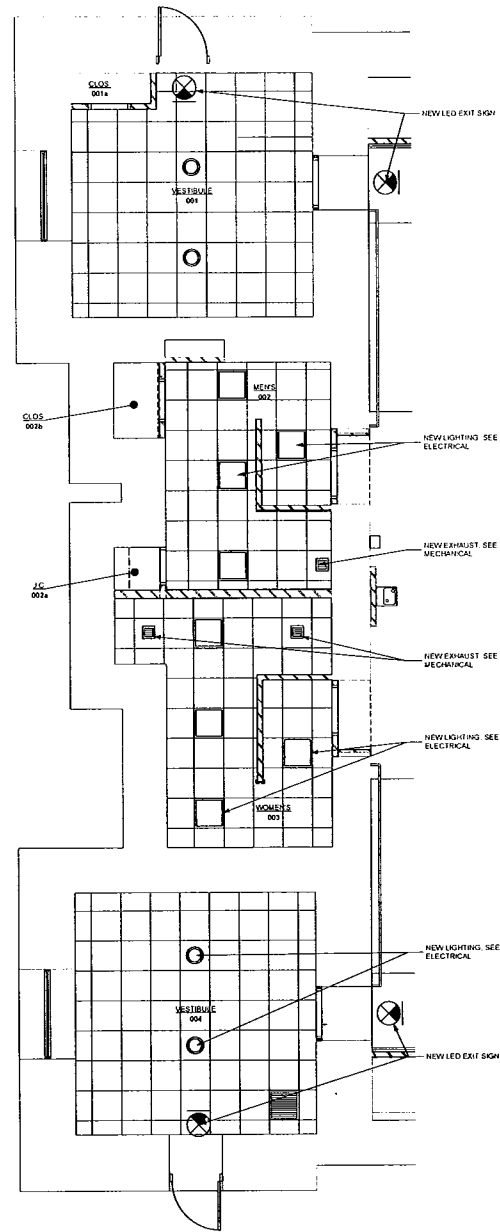 CLOS
001a
NEW LED EXIT SIGN
VESTIBULE
001
MEN'S
002
CLOS
002b
NEW LIGHTING. SEE
ELECTRICAL
NEW EXHAUST. SEE
MECHANICAL
J.C.
002a
NEW EXHAUST. SEE
MECHANICAL
NEW LIGHTING. SEE
ELECTRICAL
WOMEN'S
003
NEW LIGHTING. SEE
ELECTRICAL
VESTIBULE
004
NEW LED EXIT SIGN